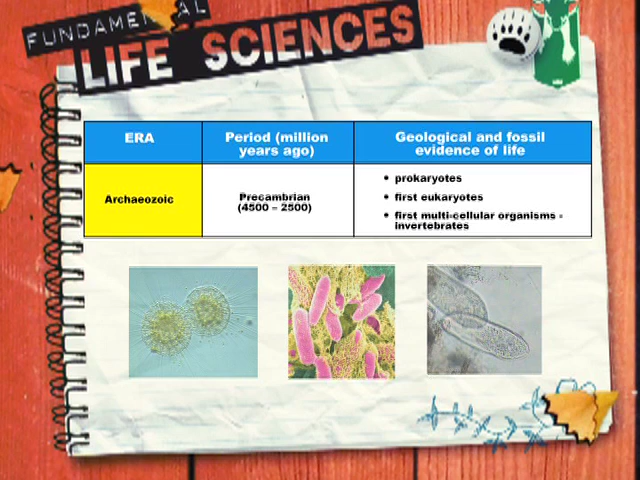 FUNDAMENTAL
LIFE SCIENCES
ERA
Period (million
years ago)
Geological and fossil
evidence of life
Archaeozoic
Precambrian
(4500 – 2500)
• prokaryotes
• first eukaryotes
• first multi-cellular organisms -
invertebrates